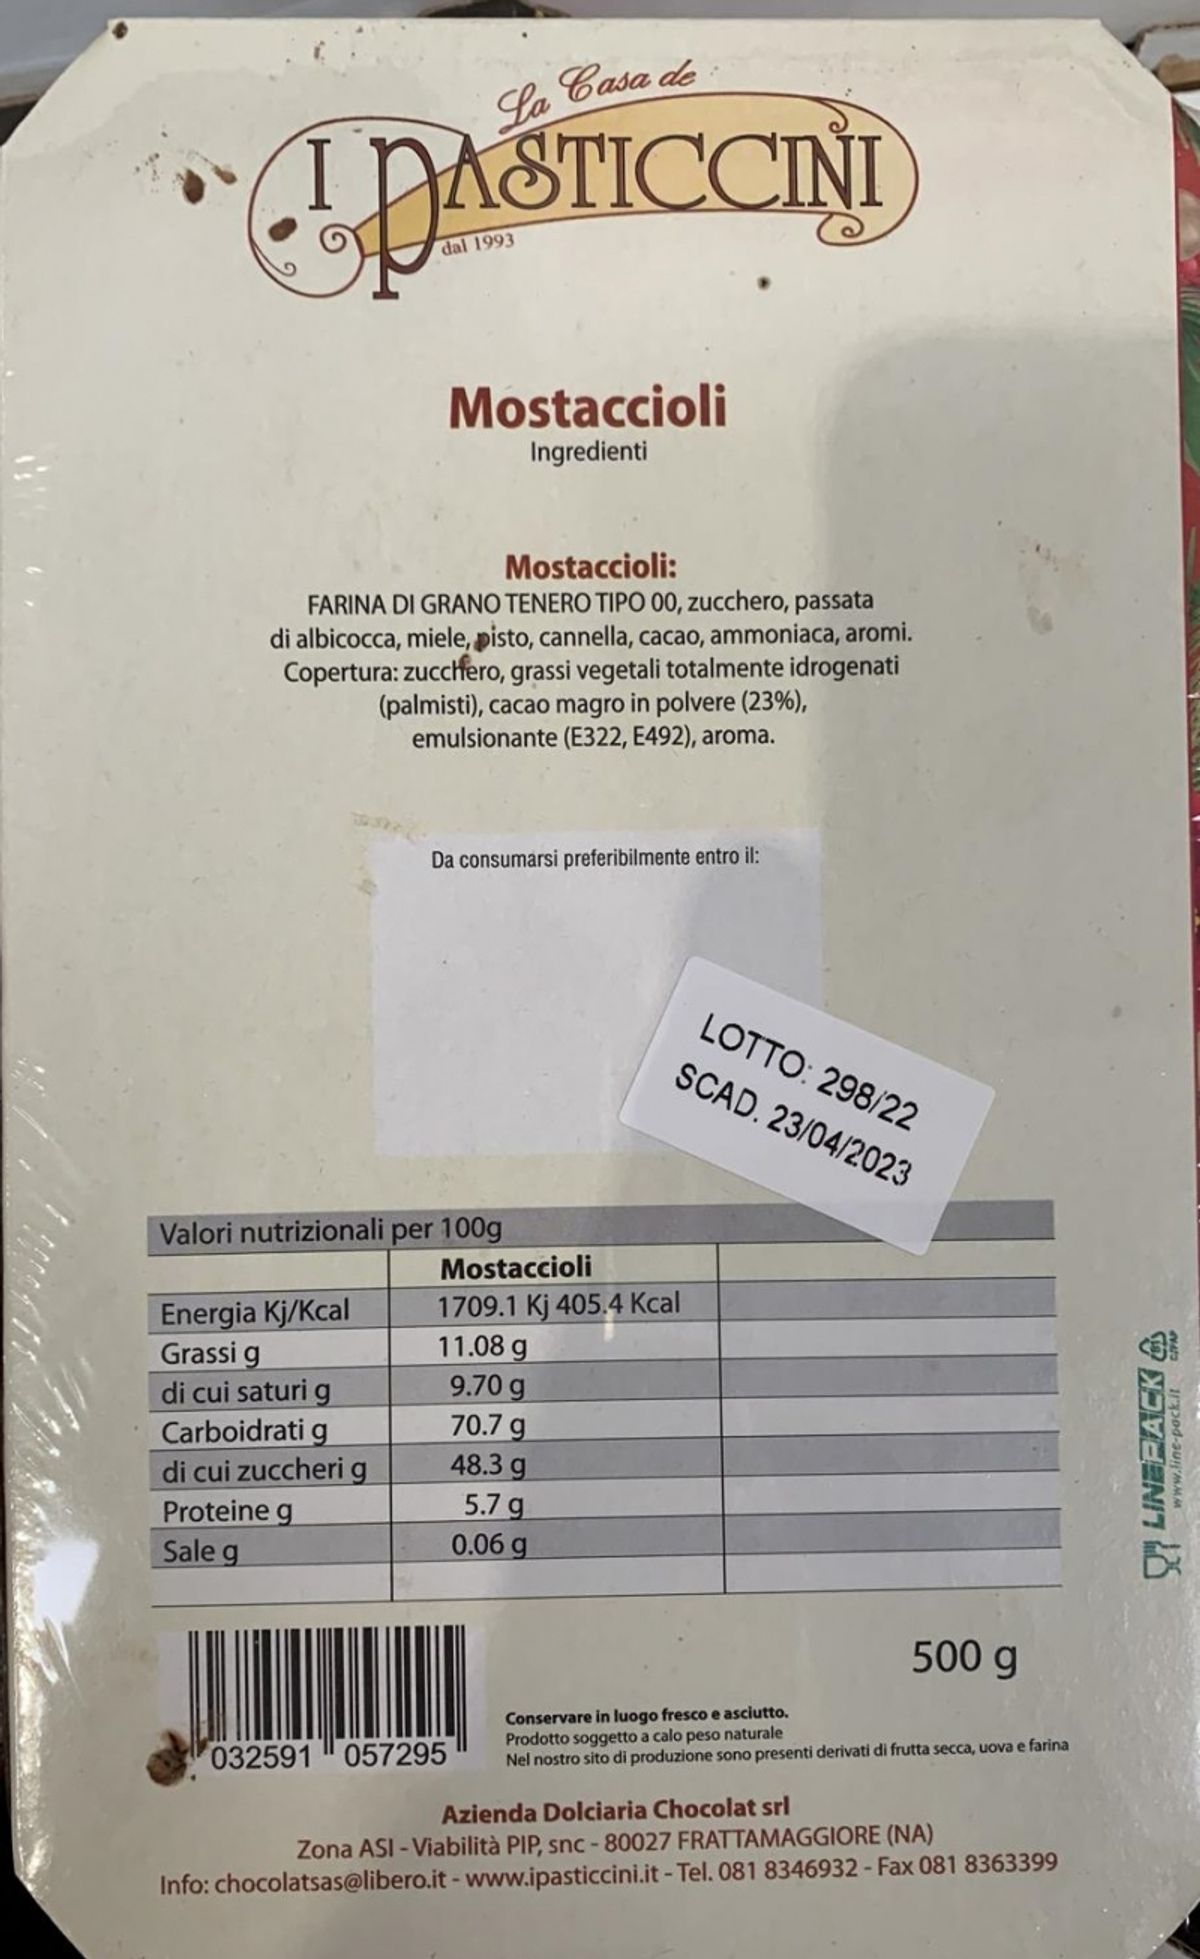 La Casa de
I PASTICCINI
dal 1993
Mostaccioli
Ingredienti
Mostaccioli:
FARINA DI GRANO TENERO TIPO 00, zucchero, passata
di albicocca, miele, pisto, cannella, cacao, ammoniaca, aromi.
Copertura: zucchero, grassi vegetali totalmente idrogenati
(palmisti), cacao magro in polvere (23%),
emulsionante (E322, E492), aroma.
Da consumarsi preferibilmente entro il:
LOTTO: 298/22
SCAD. 23/04/2023
Valori nutrizionali per 100g
Mostaccioli
Energia Kj/Kcal 1709.1 Kj 405.4 Kcal
Grassi g 11.08 g
di cui saturi g 9.70 g
Carboidrati g 70.7 g
di cui zuccheri g 48.3 g
Proteine g 5.7 g
Sale g 0.06 g
LINEPACK
www.line-pack.it
500 g
032591 057295
Conservare in luogo fresco e asciutto.
Prodotto soggetto a calo peso naturale
Nel nostro sito di produzione sono presenti derivati di frutta secca, uova e farina
Azienda Dolciaria Chocolat srl
Zona ASI - Viabilità PIP, snc - 80027 FRATTAMAGGIORE (NA)
Info: chocolatsas@libero.it - www.ipasticcini.it - Tel. 081 8346932 - Fax 081 8363399